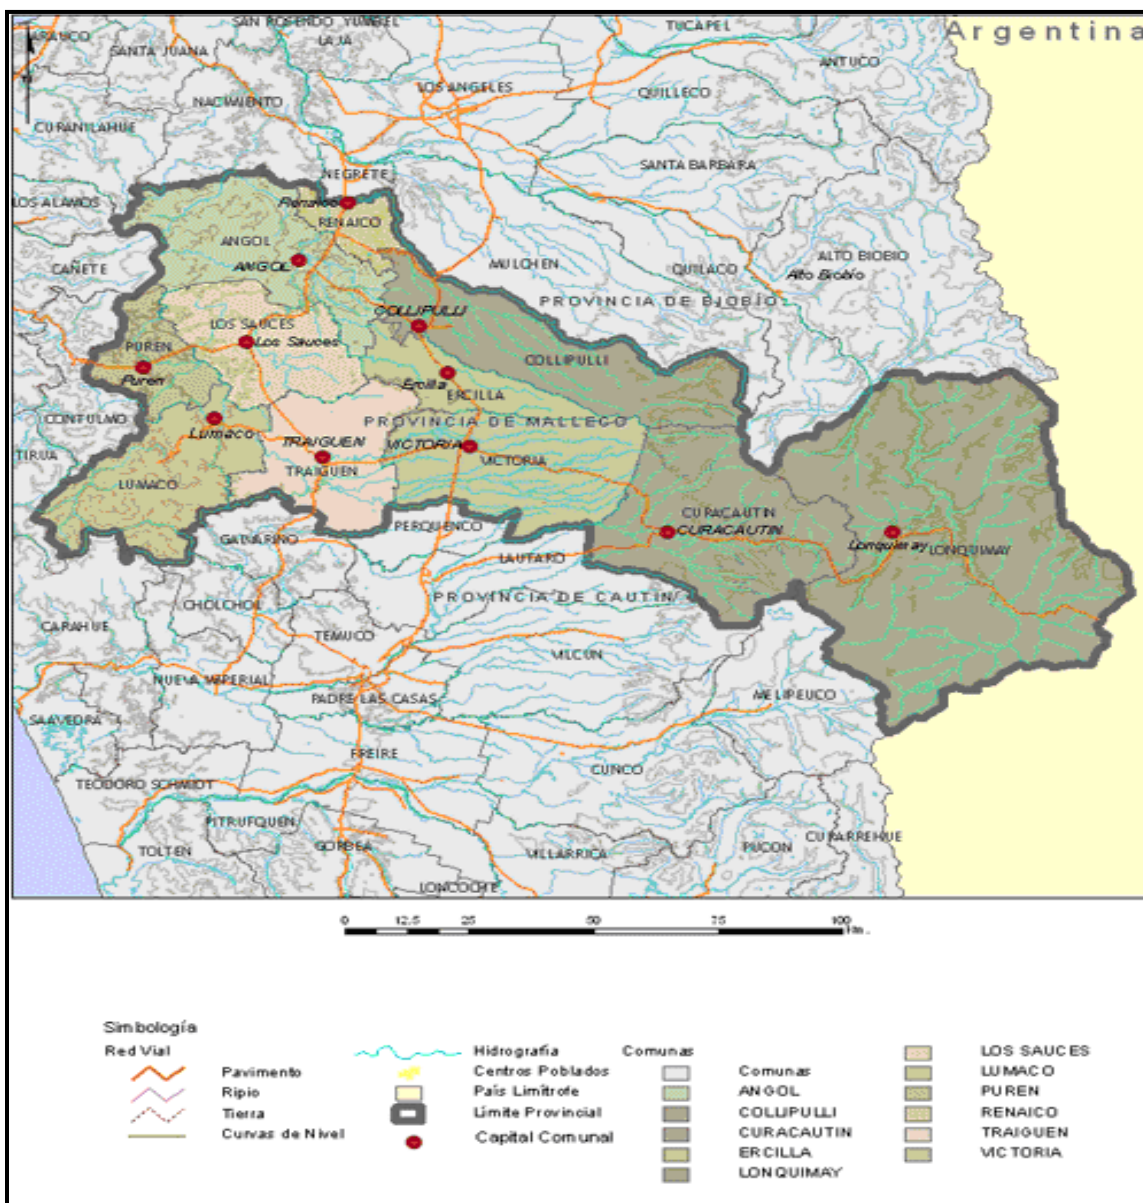 Argentina
ARAUCO
SAN ROSENDO YUMBEL
TUCAPEL
SANTA JUANA
LAJA
ANTUCO
LOS ANGELES
QUILLECO
NACIMIENTO
CURANILAHUE
SANTA BARBARA
NEGRETE
LOS ALAMOS
Renaico
RENAICO
ANGOL
ANGOL
CAÑETE
MULCHEN
QUILACO
ALTO BIOBIO
Alto Biobío
PROVINCIA DE BIOBÍO
COLLIPULLI
LOS SAUCES
Los Sauces
PUREN
Puren
COLLIPULLI
Ercilla
ERCILLA
CONTULMO
Lumaco
PROVINCIA DE MALLECO
TRAIGUEN
VICTORIA
VICTORIA
TIRUA
TRAIGUEN
LUMACO
CURACAUTIN
CURACAUTIN
Lonquimay
LONQUIMAY
PERQUENCO
GALVARINO
LAUTARO
CHOLCHOL
PROVINCIA DE CAUTIN
CARAHUE
TEMUCO
VILCUN
NUEVA IMPERIAL
PADRE LAS CASAS
MELIPEUCO
SAAVEDRA
FREIRE
CUNCO
TEODORO SCHMIDT
PITRUFQUEN
GORBEA
CURARREHUE
TOLTEN
VILLARRICA
PUCON
LONCOCHE
0 12.5 25 50 75 100
Km.
Simbología
Red Vial
Pavimento
Ripio
Tierra
Curvas de Nivel
Hidrografia
Centros Poblados
País Limítrofe
Límite Provincial
Capital Comunal
Comunas
Comunas
ANGOL
COLLIPULLI
CURACAUTIN
ERCILLA
LONQUIMAY
LOS SAUCES
LUMACO
PUREN
RENAICO
TRAIGUEN
VICTORIA